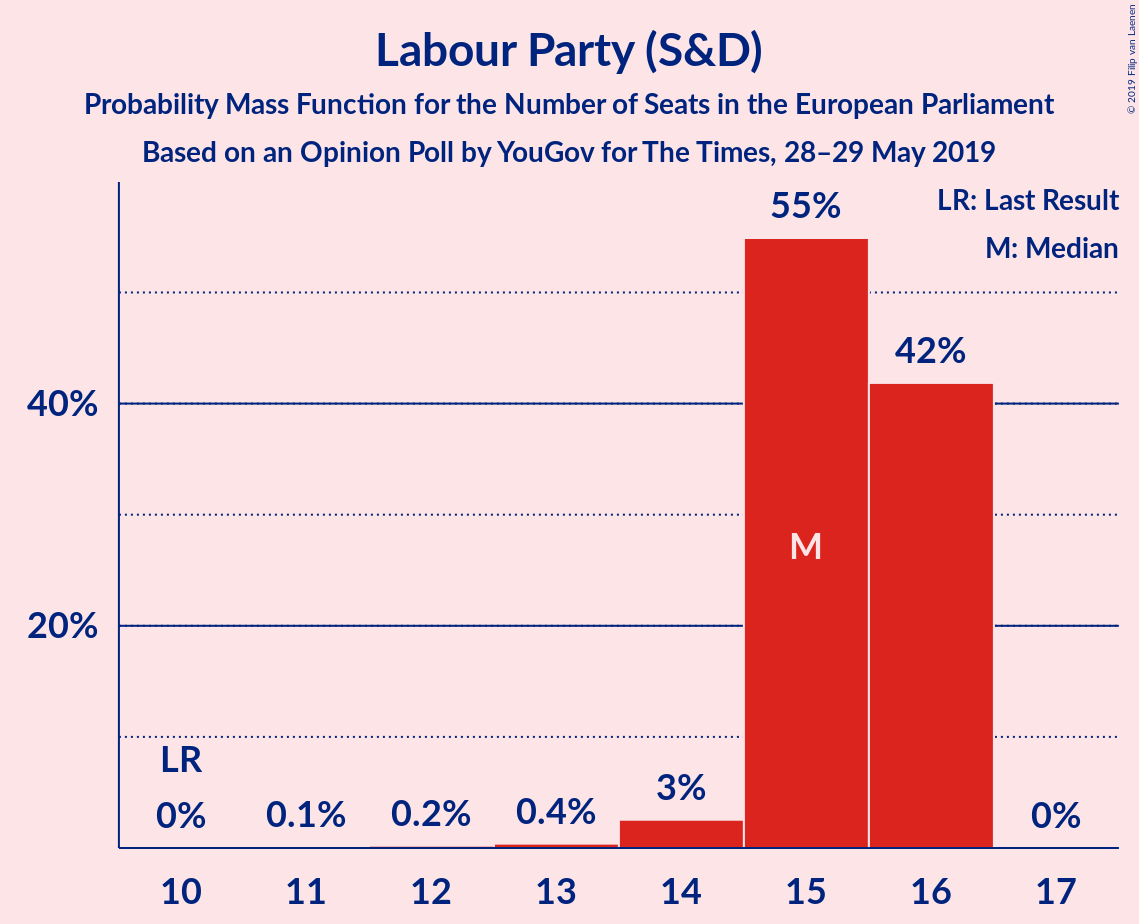 Labour Party (S&D)
Probability Mass Function for the Number of Seats in the European Parliament
Based on an Opinion Poll by YouGov for The Times, 28–29 May 2019
© 2019 Filip van Laenen
LR: Last Result
M: Median
55%
42%
40%
M
20%
LR
0%
0.1%
0.2%
0.4%
3%
0%
10 11 12 13 14 15 16 17